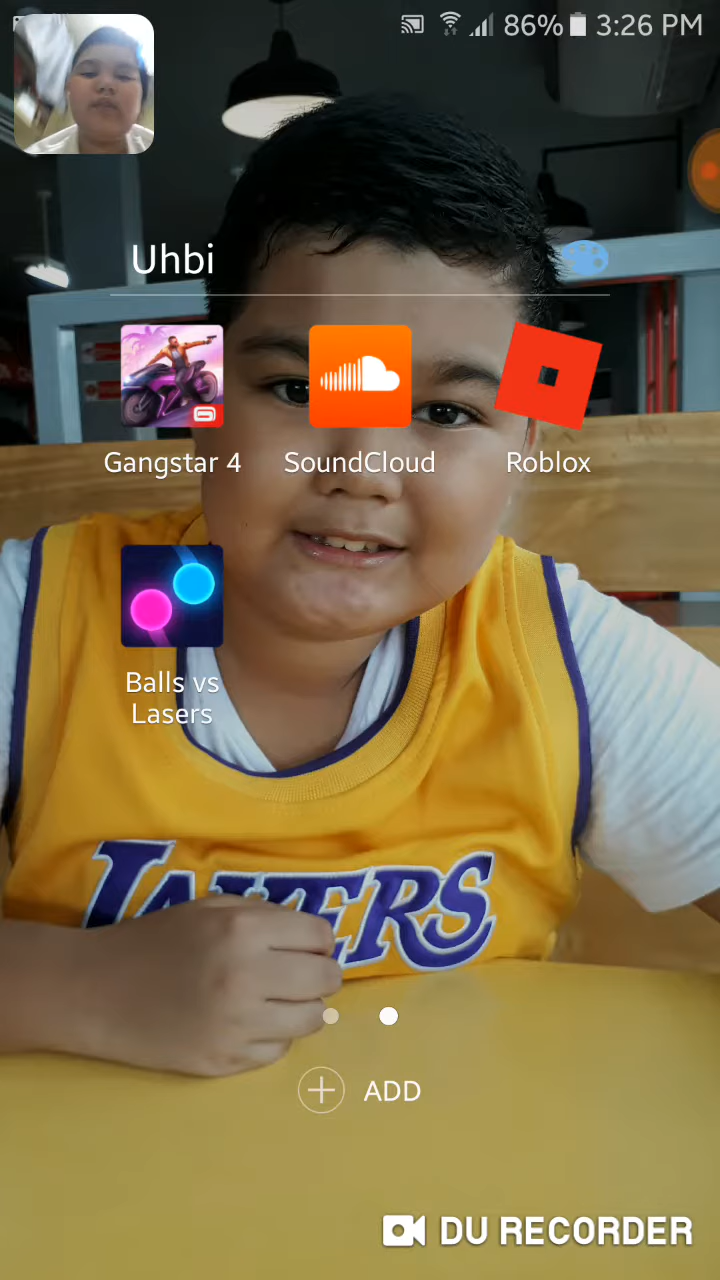 86% 3:26 PM
Uhbi
Gangstar 4
SoundCloud
Roblox
Balls vs
Lasers
LAKERS
ADD
DU RECORDER